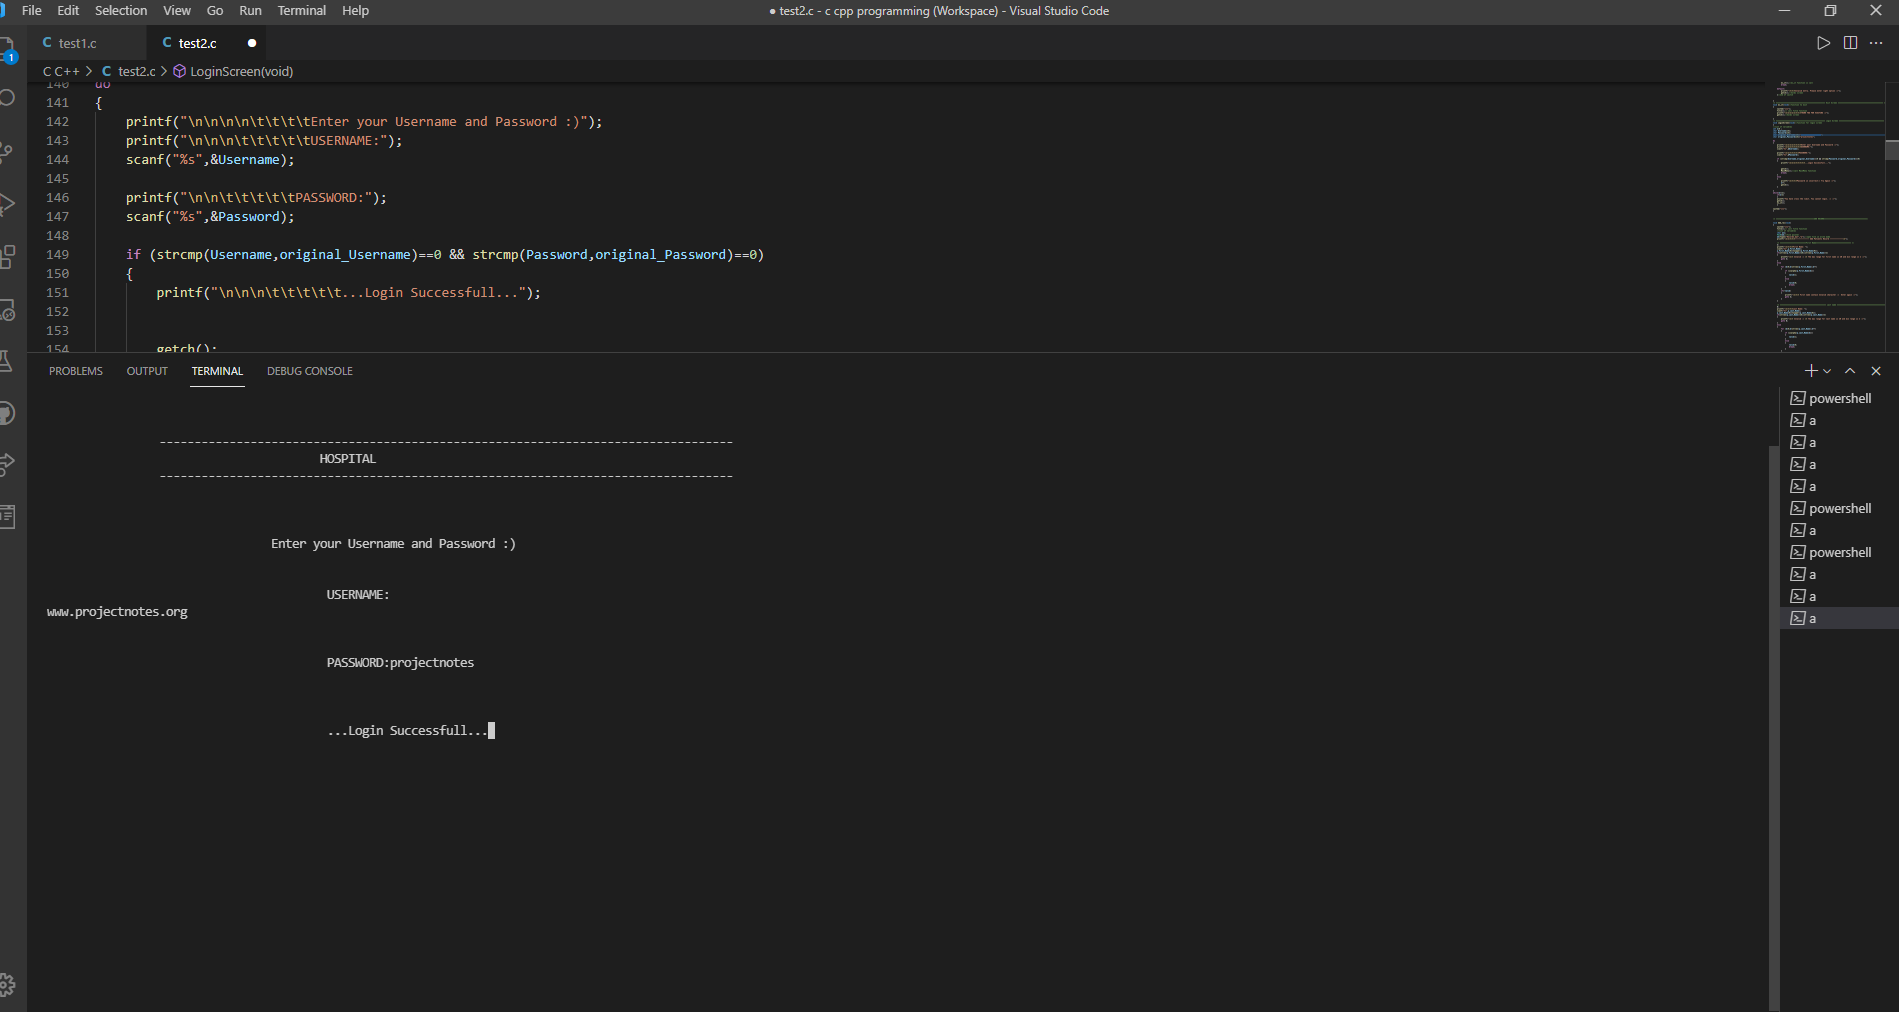 File Edit Selection View Go Run Terminal Help
● test2.c - c cpp programming (Workspace) - Visual Studio Code
C test1.c C test2.c ●
C C++ > C test2.c > LoginScreen(void)
140 do
141 {
142 printf("\n\n\n\n\t\t\t\tEnter your Username and Password :)");
143 printf("\n\n\n\t\t\t\t\tUSERNAME:");
144 scanf("%s",&Username);
145
146 printf("\n\n\t\t\t\t\tPASSWORD:");
147 scanf("%s",&Password);
148
149 if (strcmp(Username,original_Username)==0 && strcmp(Password,original_Password)==0)
150 {
151 printf("\n\n\n\t\t\t\t\t...Login Successfull...");
152
153
154 getch();
1
PROBLEMS OUTPUT TERMINAL DEBUG CONSOLE
----------------------------------------------------------------------------------
HOSPITAL
----------------------------------------------------------------------------------
Enter your Username and Password :)
USERNAME:
www.projectnotes.org
PASSWORD:projectnotes
...Login Successfull...
powershell
a
a
a
a
powershell
a
powershell
a
a
a